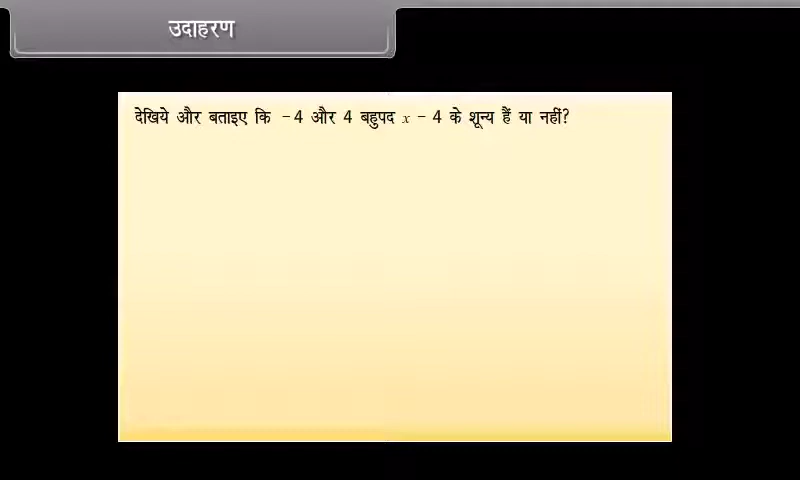 उदाहरण
देखिये और बताइए कि -4 और 4 बहुपद x - 4 के शून्य हैं या नहीं?